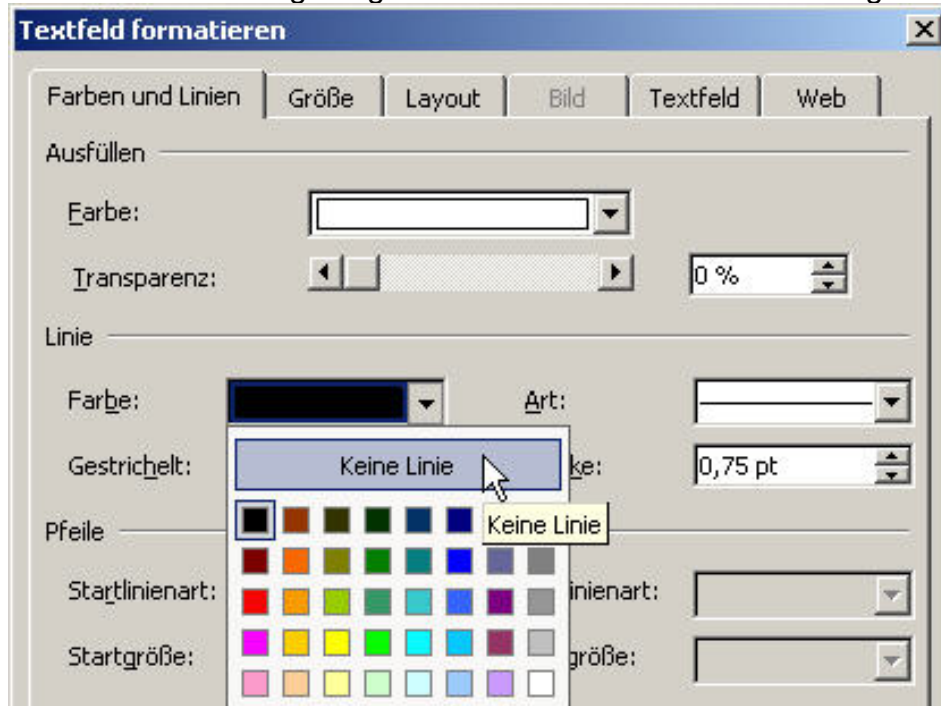 Textfeld formatieren
Farben und Linien Größe Layout Bild Textfeld Web
Ausfüllen
Farbe:
Transparenz: 0 %
Linie
Farbe: Art:
Gestrichelt: Keine Linie ke: 0,75 pt
Keine Linie
Pfeile
Startlinienart: inienart:
Startgröße: größe: